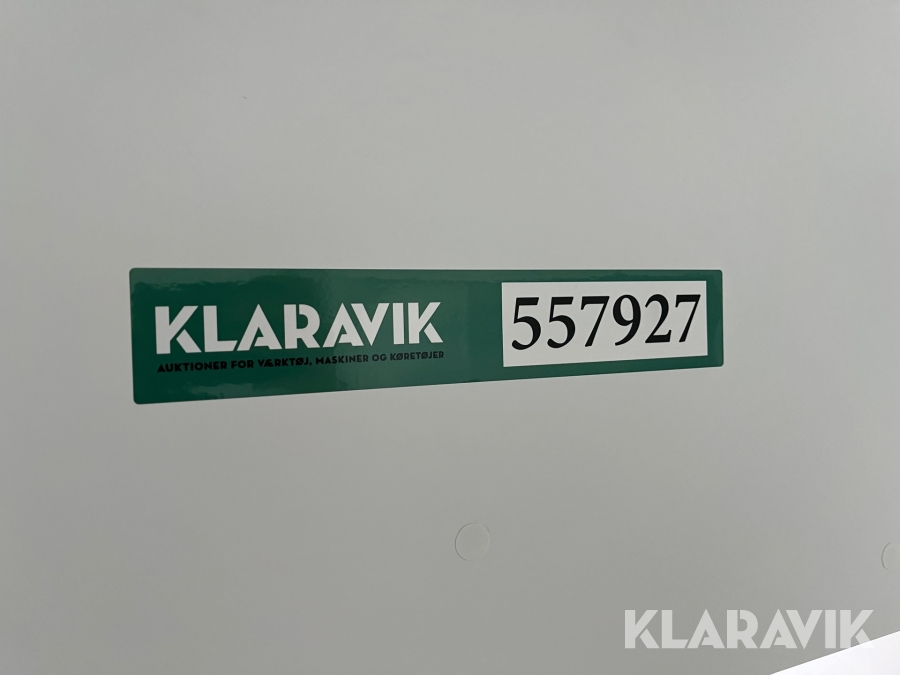 KLARAVIK
AUKTIONER FOR VÆRKTØJ, MASKINER OG KØRETØJER
557927
KLARAVIK